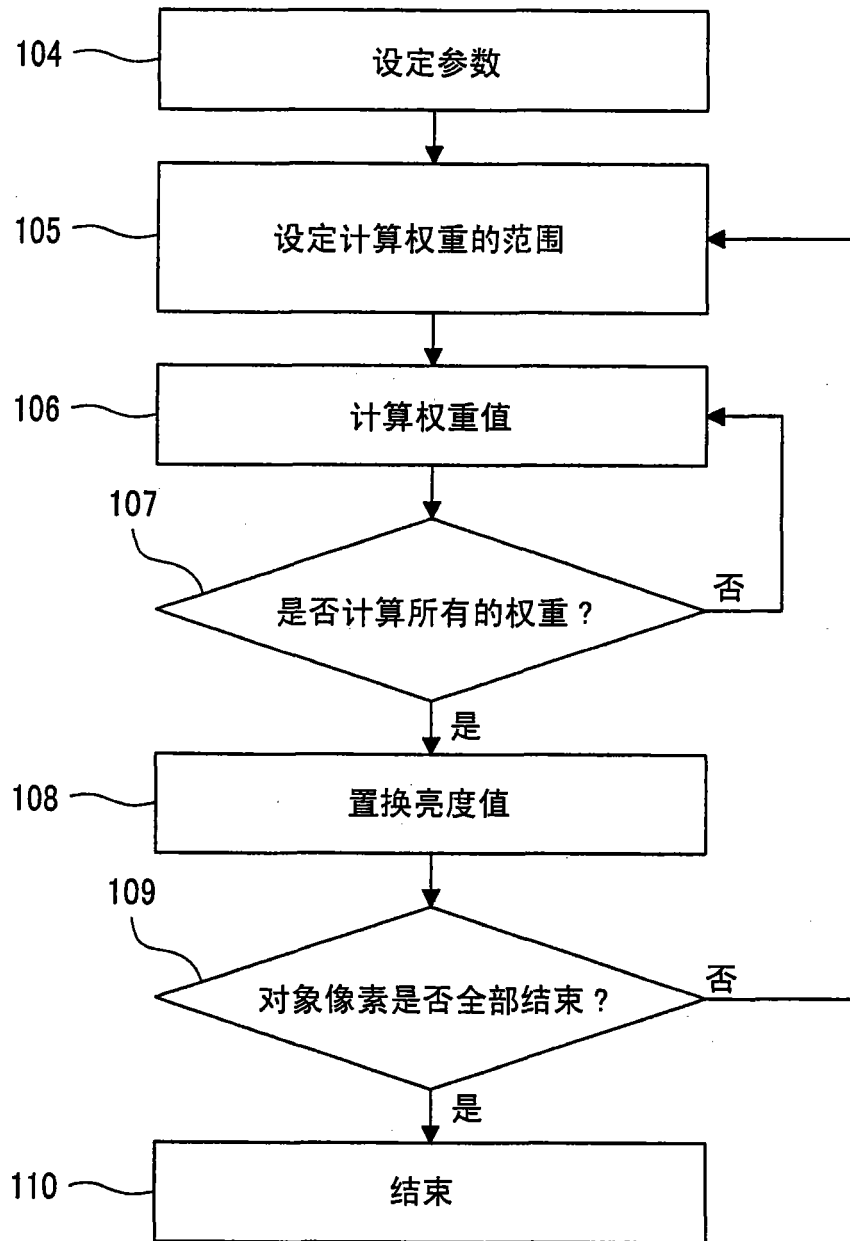 104
设定参数
105
设定计算权重的范围
106
计算权重值
107
是否计算所有的权重？
否
是
108
置换亮度值
109
对象像素是否全部结束？
否
是
110
结束